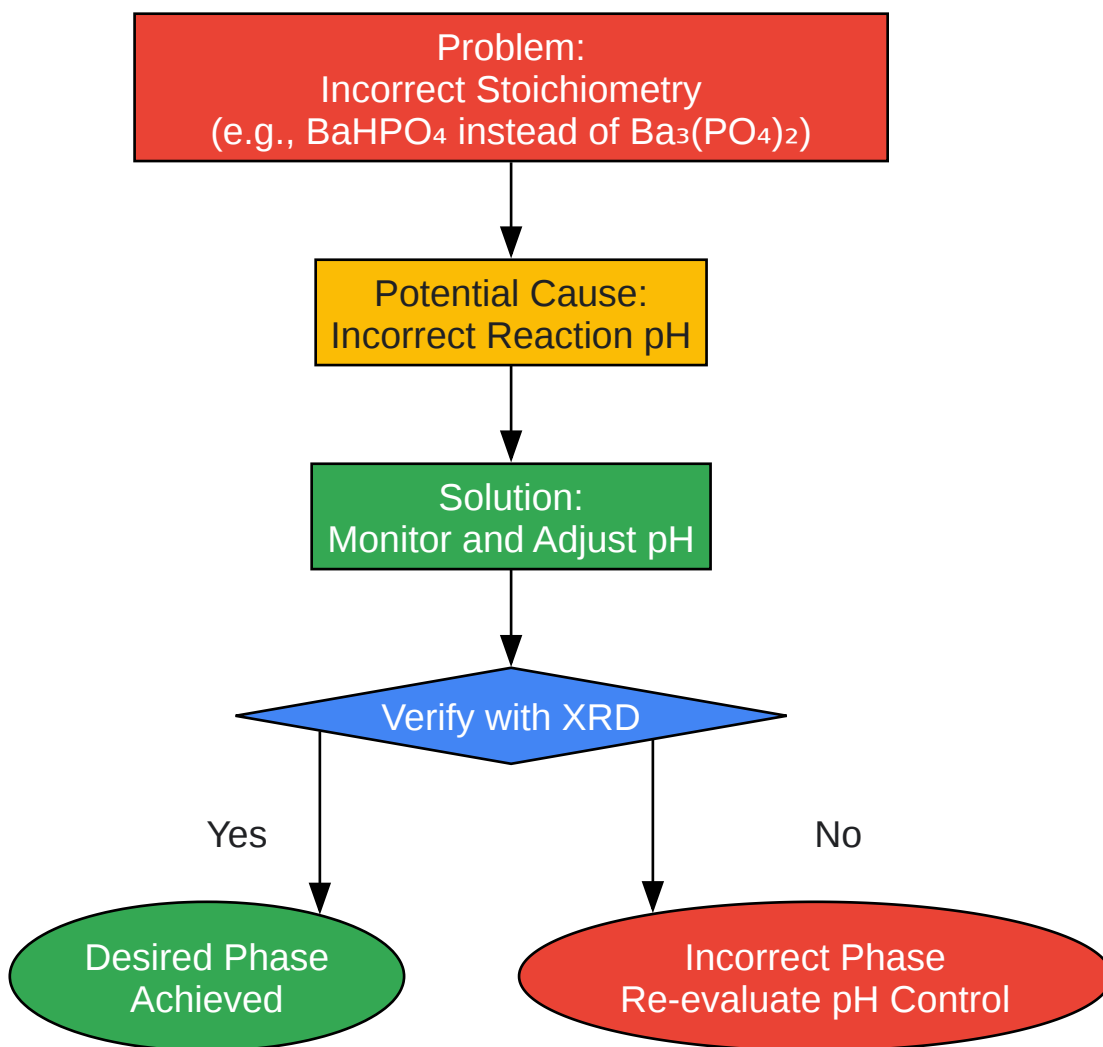 Problem:
Incorrect Stoichiometry
(e.g., BaHPO₄ instead of Ba₃(PO₄)₂)
Potential Cause:
Incorrect Reaction pH
Solution:
Monitor and Adjust pH
Verify with XRD
Yes
No
Desired Phase
Achieved
Incorrect Phase
Re-evaluate pH Control